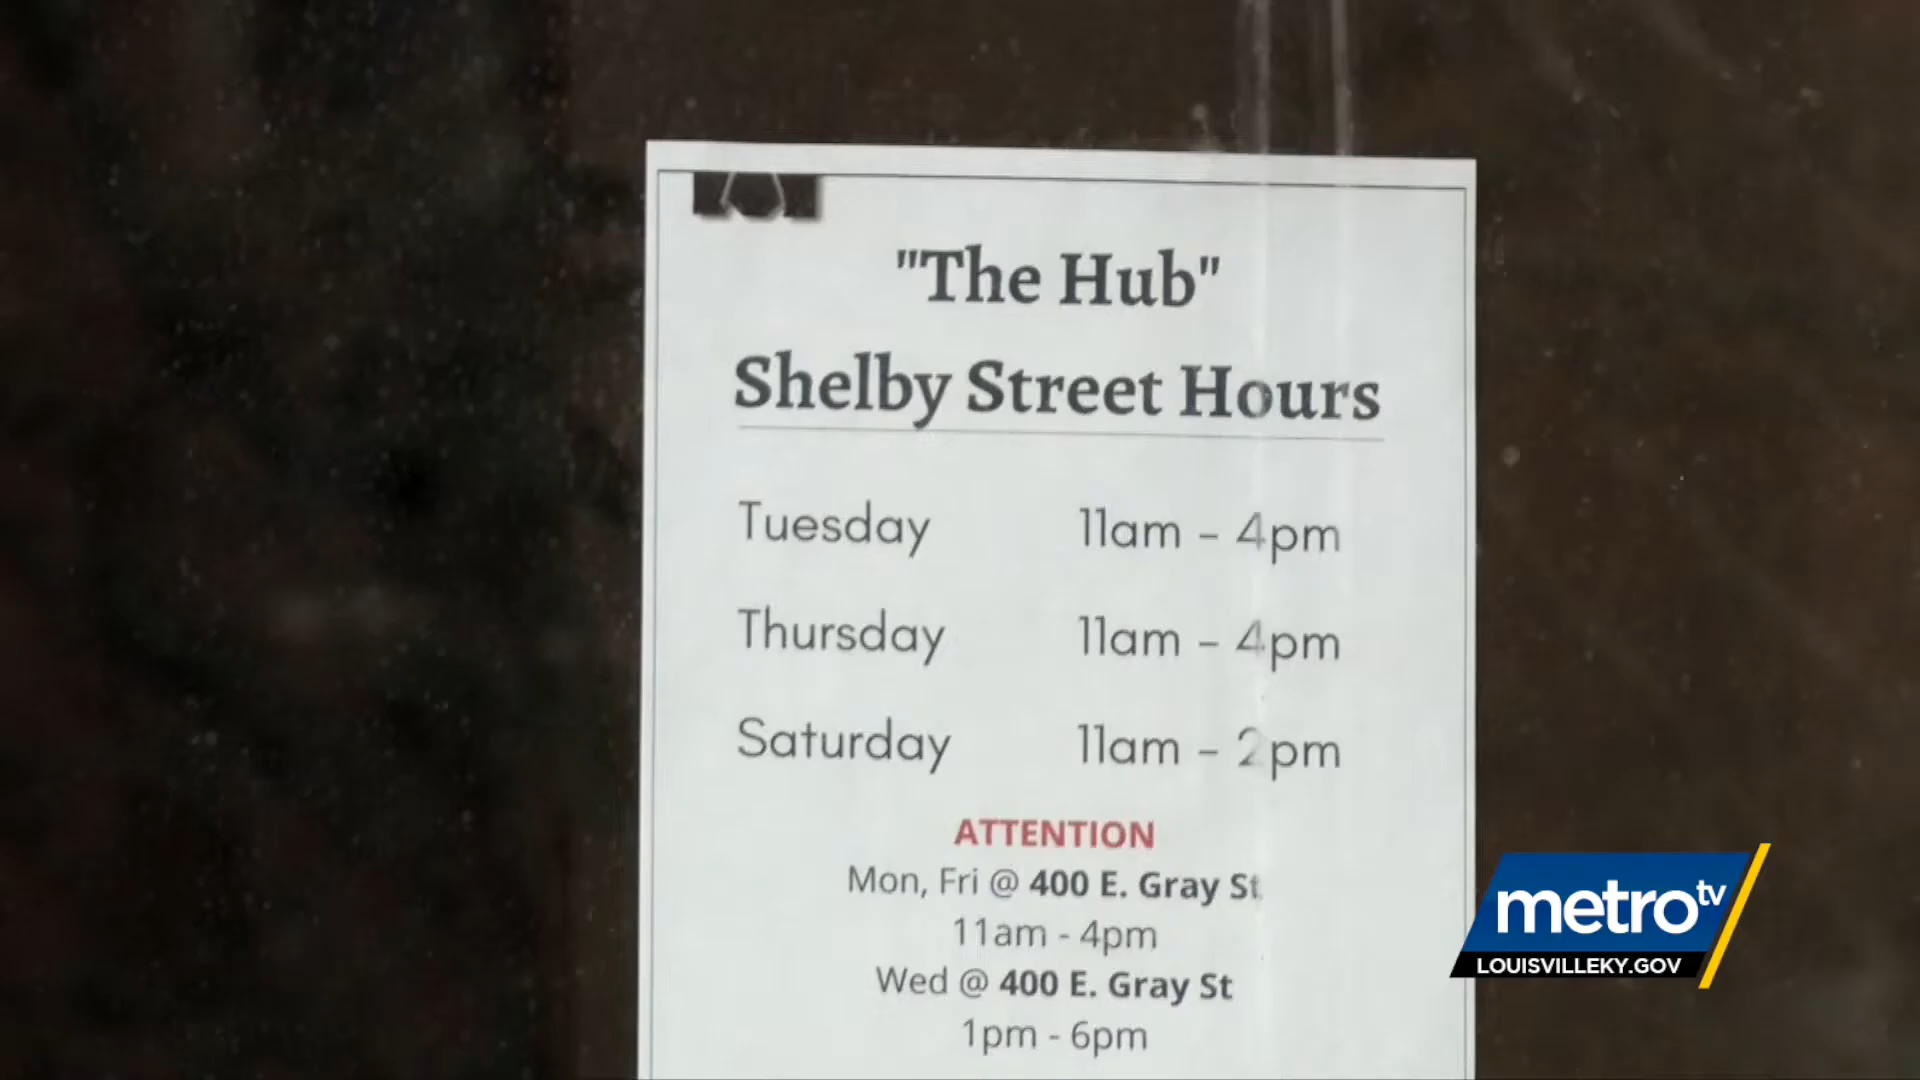 "The Hub"
Shelby Street Hours
Tuesday 11am - 4pm
Thursday 11am - 4pm
Saturday 11am - 2pm
ATTENTION
Mon, Fri @ 400 E. Gray St
11am - 4pm
Wed @ 400 E. Gray St
1pm - 6pm
metro tv
LOUISVILLEKY.GOV